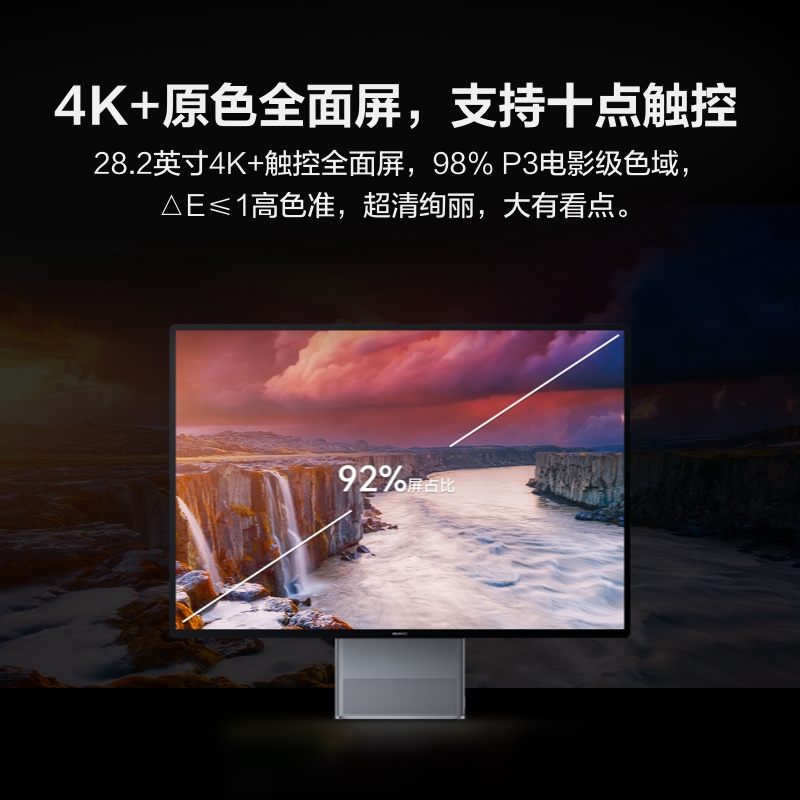 4K+原色全面屏，支持十点触控
28.2英寸4K+触控全面屏，98% P3电影级色域，
△E≤1高色准，超清绚丽，大有看点。
92%屏占比
HUAWEI